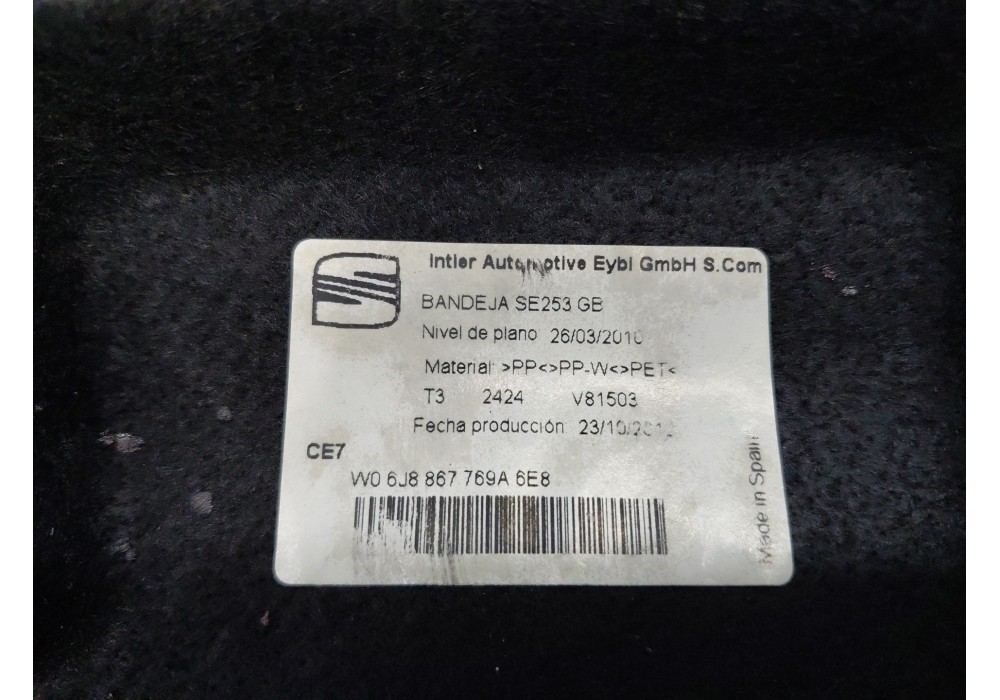 Intier Automotive Eybl GmbH S.Com
BANDEJA SE253 GB
Nivel de plano 26/03/2010
Material: >PP<>PP-W<>PET<
T3 2424 V81503
Fecha producción:
CE7
W0 6J8 867 769A 6E8
Made in Spain